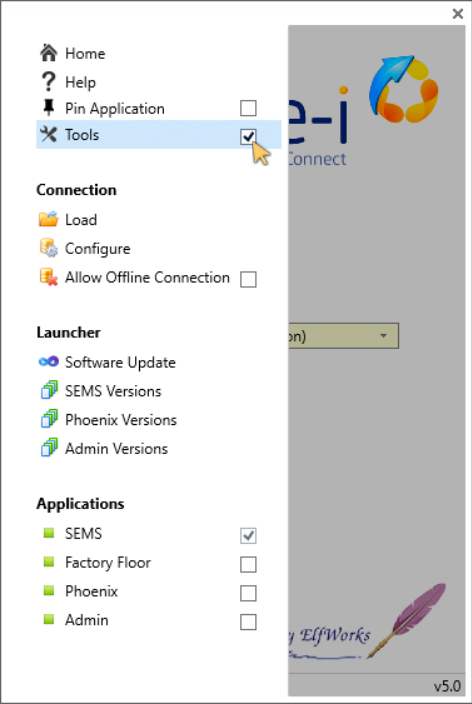 Home
Help
Pin Application
Tools
e-i
Connect
Connection
Load
Configure
Allow Offline Connection
on)
Launcher
Software Update
SEMS Versions
Phoenix Versions
Admin Versions
Applications
SEMS
Factory Floor
Phoenix
Admin
y ElfWorks
v5.0